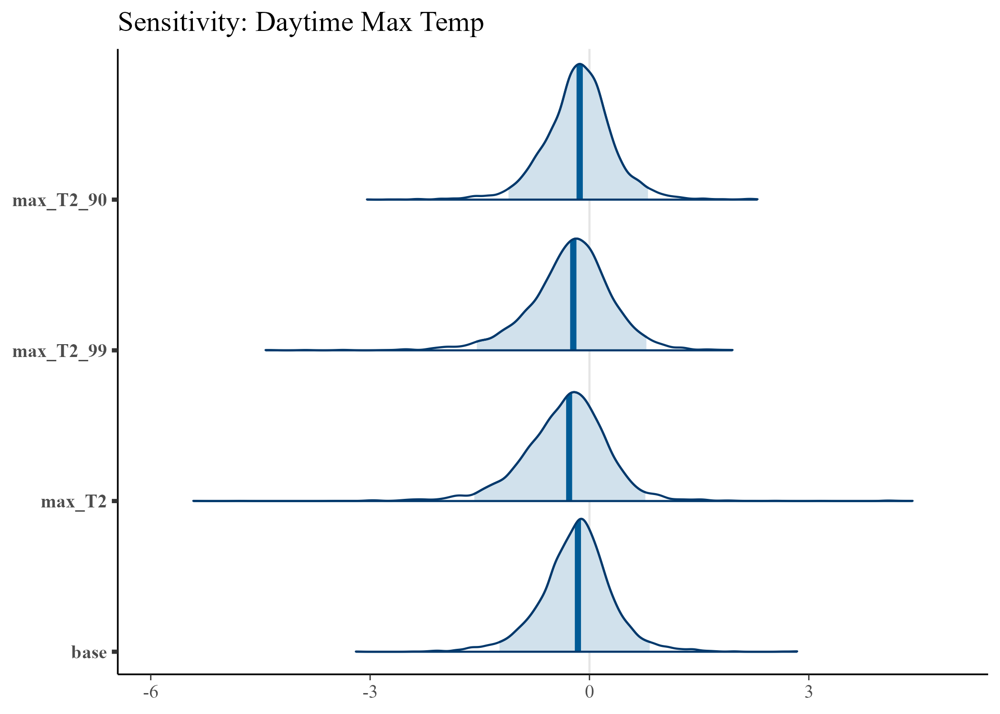 Sensitivity: Daytime Max Temp
max_T2_90
max_T2_99
max_T2
base
-6 -3 0 3